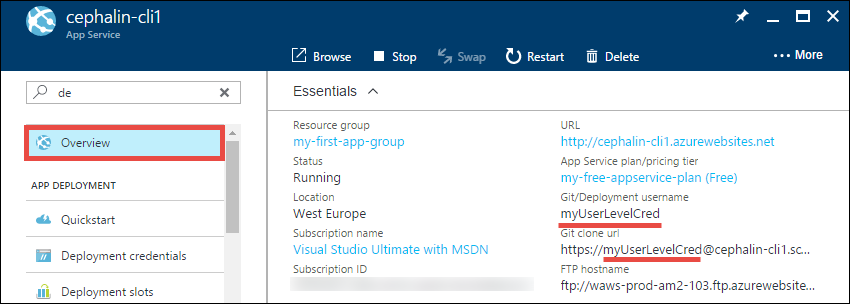 cephalin-cli1
App Service
Browse
Stop
Swap
Restart
Delete
••• More
de
x
Overview
APP DEPLOYMENT
Quickstart
Deployment credentials
Deployment slots
Essentials
Resource group
my-first-app-group
Status
Running
Location
West Europe
Subscription name
Visual Studio Ultimate with MSDN
Subscription ID
URL
http://cephalin-cli1.azurewebsites.net
App Service plan/pricing tier
my-free-appservice-plan (Free)
Git/Deployment username
myUserLevelCred
Git clone url
https://myUserLevelCred@cephalin-cli1.sc...
FTP hostname
ftp://waws-prod-am2-103.ftp.azurewebsite...